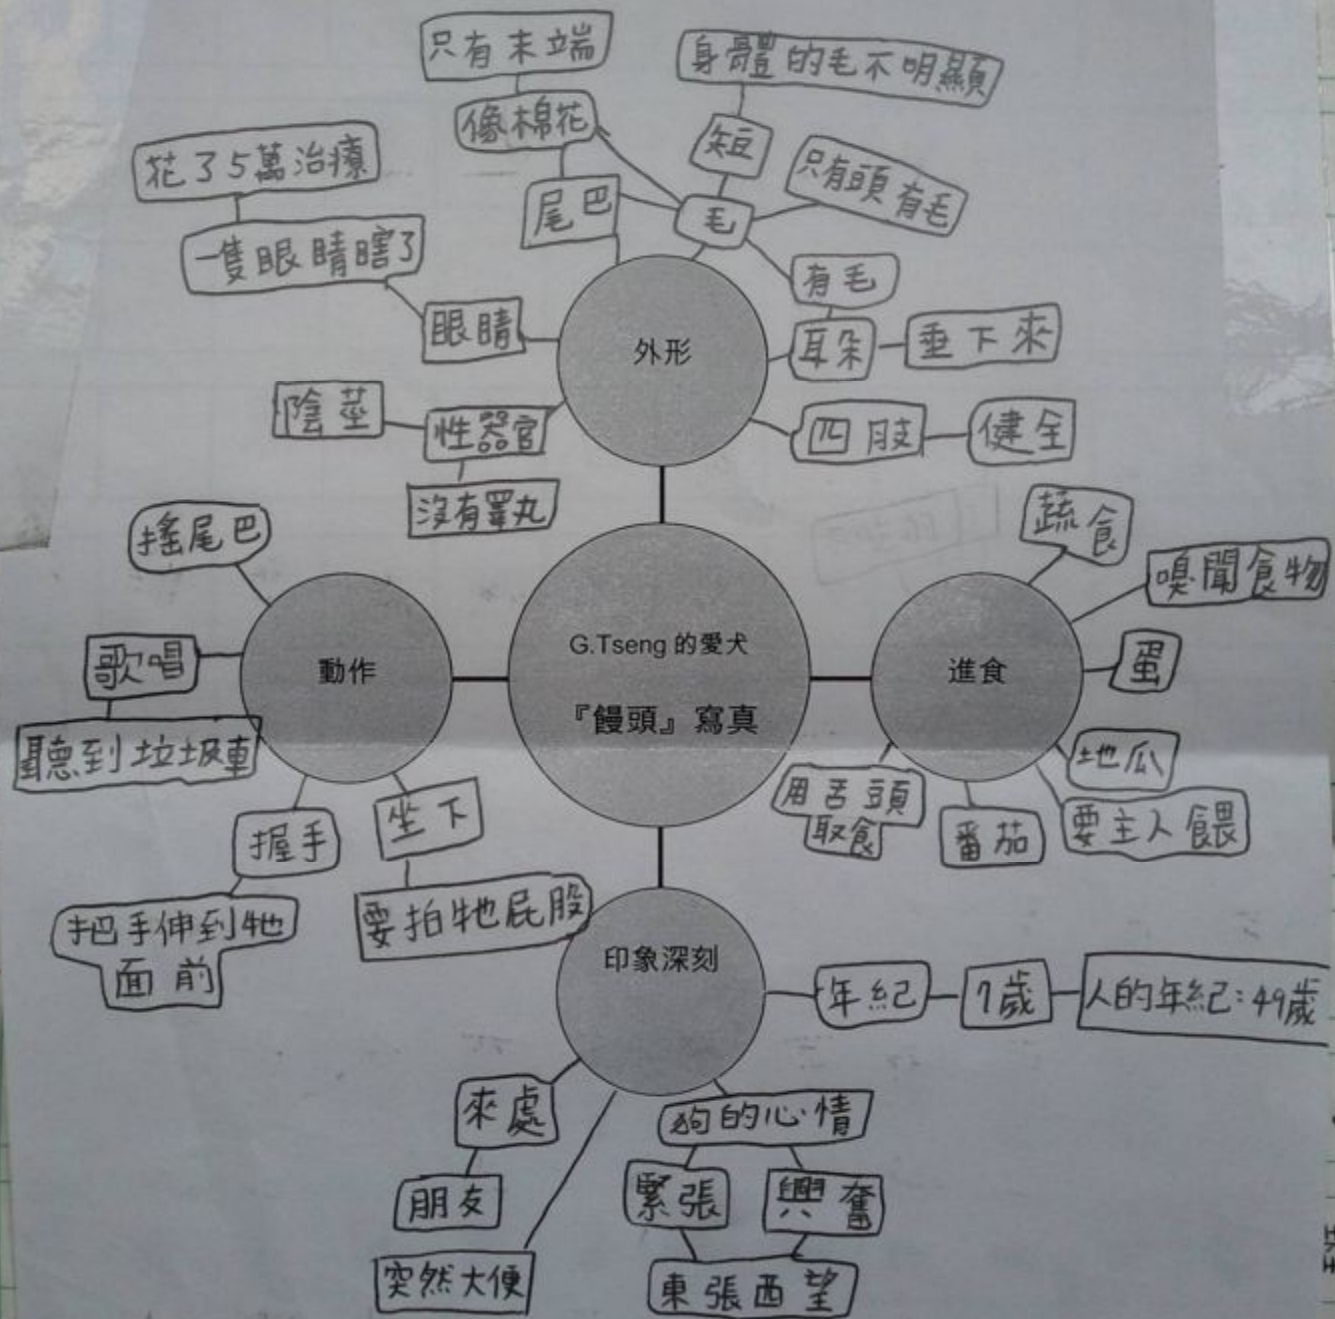 只有末端
身體的毛不明顯
像棉花
短
花了5萬治療
只有頭有毛
尾巴
毛
一隻眼睛瞎了
有毛
眼睛
外形
耳朵
垂下來
陰莖
性器官
四肢
健全
沒有睪丸
搖尾巴
蔬食
嗅聞食物
歌唱
動作
G.Tseng 的愛犬
『饅頭』寫真
進食
蛋
聽到垃圾車
地瓜
用舌頭
取食
番茄
要主人餵
握手
坐下
把手伸到牠
面前
要拍牠屁股
印象深刻
年紀
7歲
人的年紀:49歲
來處
狗的心情
朋友
緊張
興奮
突然大便
東張西望